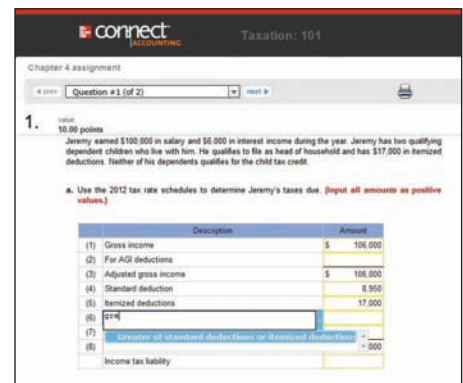 connect
ACCOUNTING
Taxation: 101
Chapter 4 assignment
prev Question #1 (of 2) next
1.
value:
10.00 points
Jeremy earned $100,000 in salary and $6,000 in interest income during the year. Jeremy has two qualifying
dependent children who live with him. He qualifies to file as head of household and has $17,000 in itemized
deductions. Neither of his dependents qualifies for the child tax credit.
a. Use the 2012 tax rate schedules to determine Jeremy's taxes due. (Input all amounts as positive
values.)
Description Amount
(1) Gross income $ 106,000
(2) For AGI deductions
(3) Adjusted gross income $ 106,000
(4) Standard deduction 8,950
(5) Itemized deductions 17,000
(6) gre
(7) Greater of standard deductions or itemized deductions
(8) 000
Income tax liability